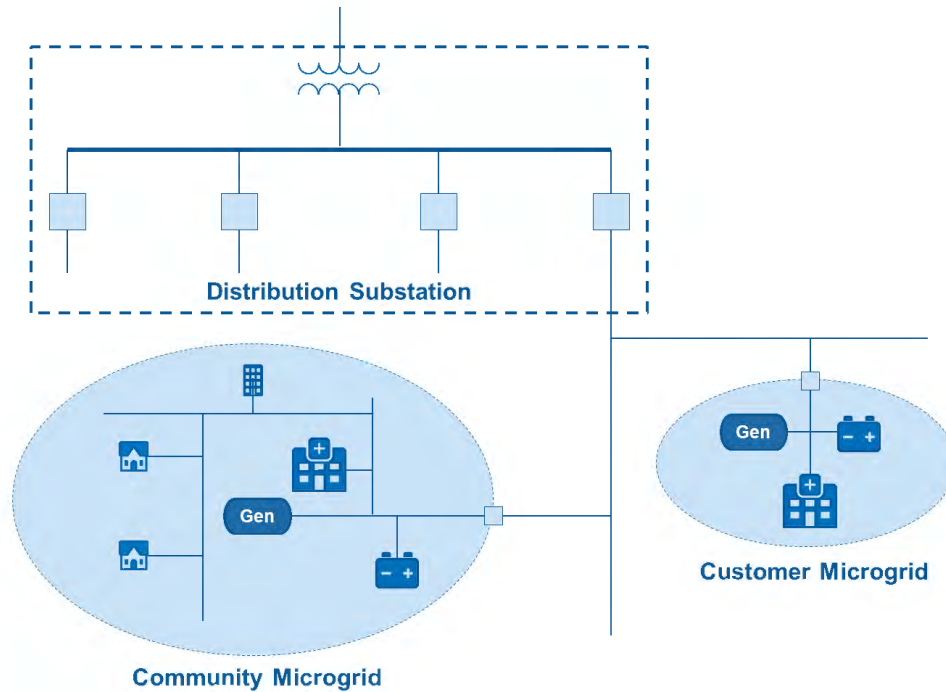 Distribution Substation
Gen
Gen
Customer Microgrid
Community Microgrid